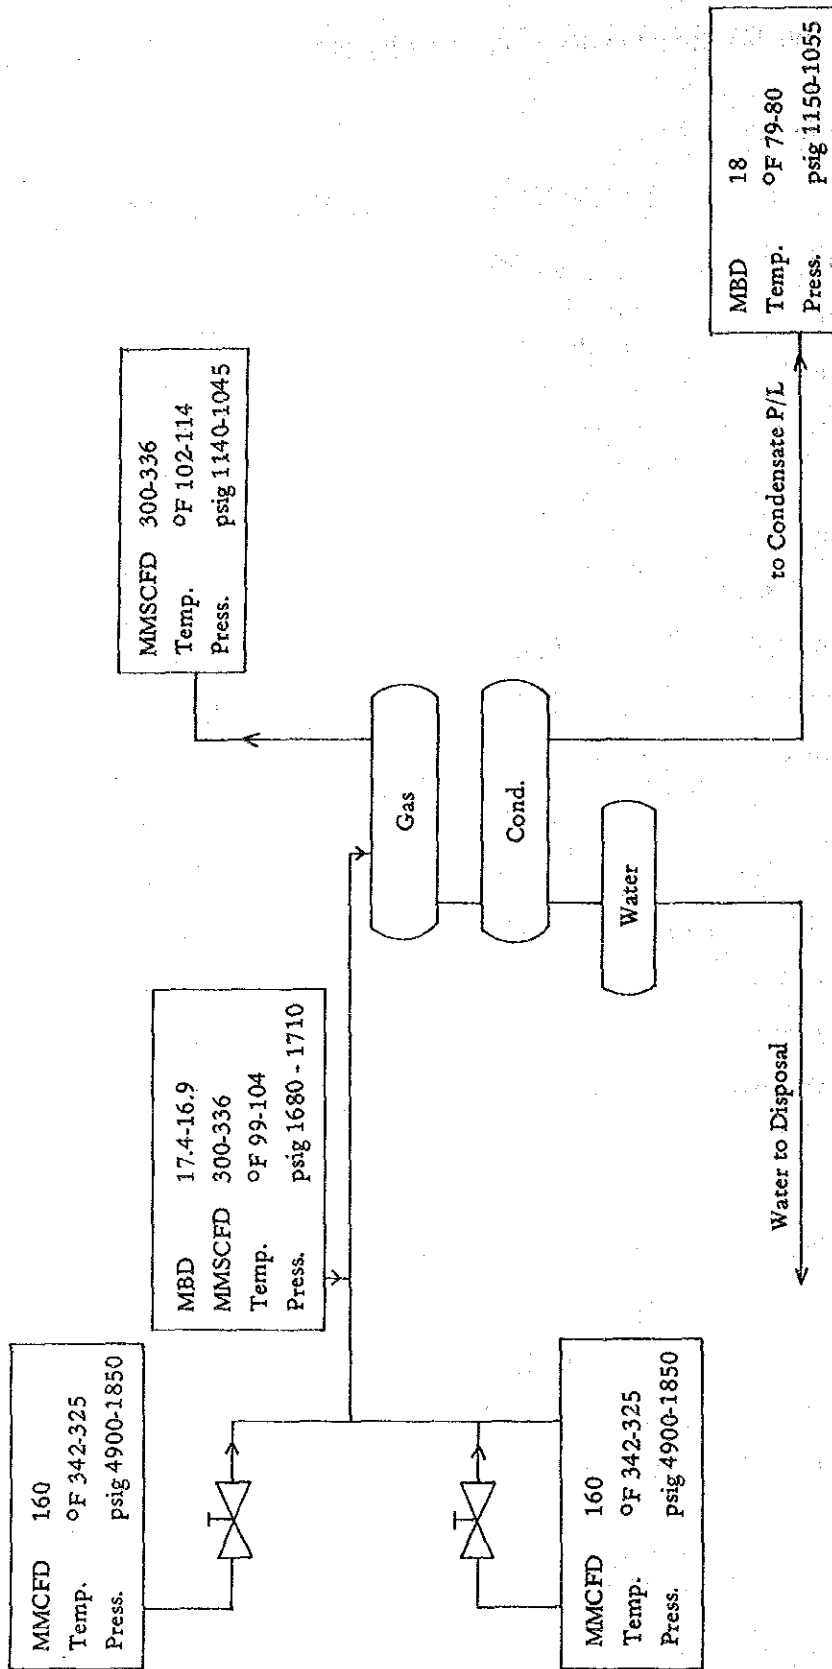 MMCFD 160
Temp. °F 342-325
Press. psig 4900-1850
MBD 17.4-16.9
MMSCFD 300-336
Temp. °F 99-104
Press. psig 1680 - 1710
MMSCFD 300-336
Temp. °F 102-114
Press. psig 1140-1045
MMCFD 160
Temp. °F 342-325
Press. psig 4900-1850
Gas
Cond.
Water
Water to Disposal
to Condensate P/L
MBD 18
Temp. °F 79-80
Press. psig 1150-1055